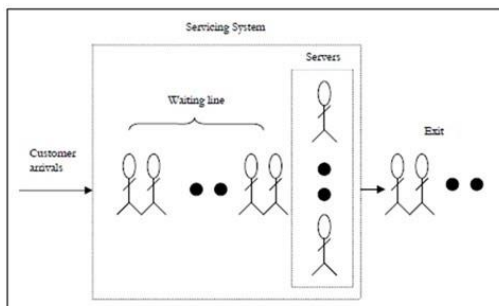 Servicing System
Servers
Waiting line
Exit
Customer
arrivals